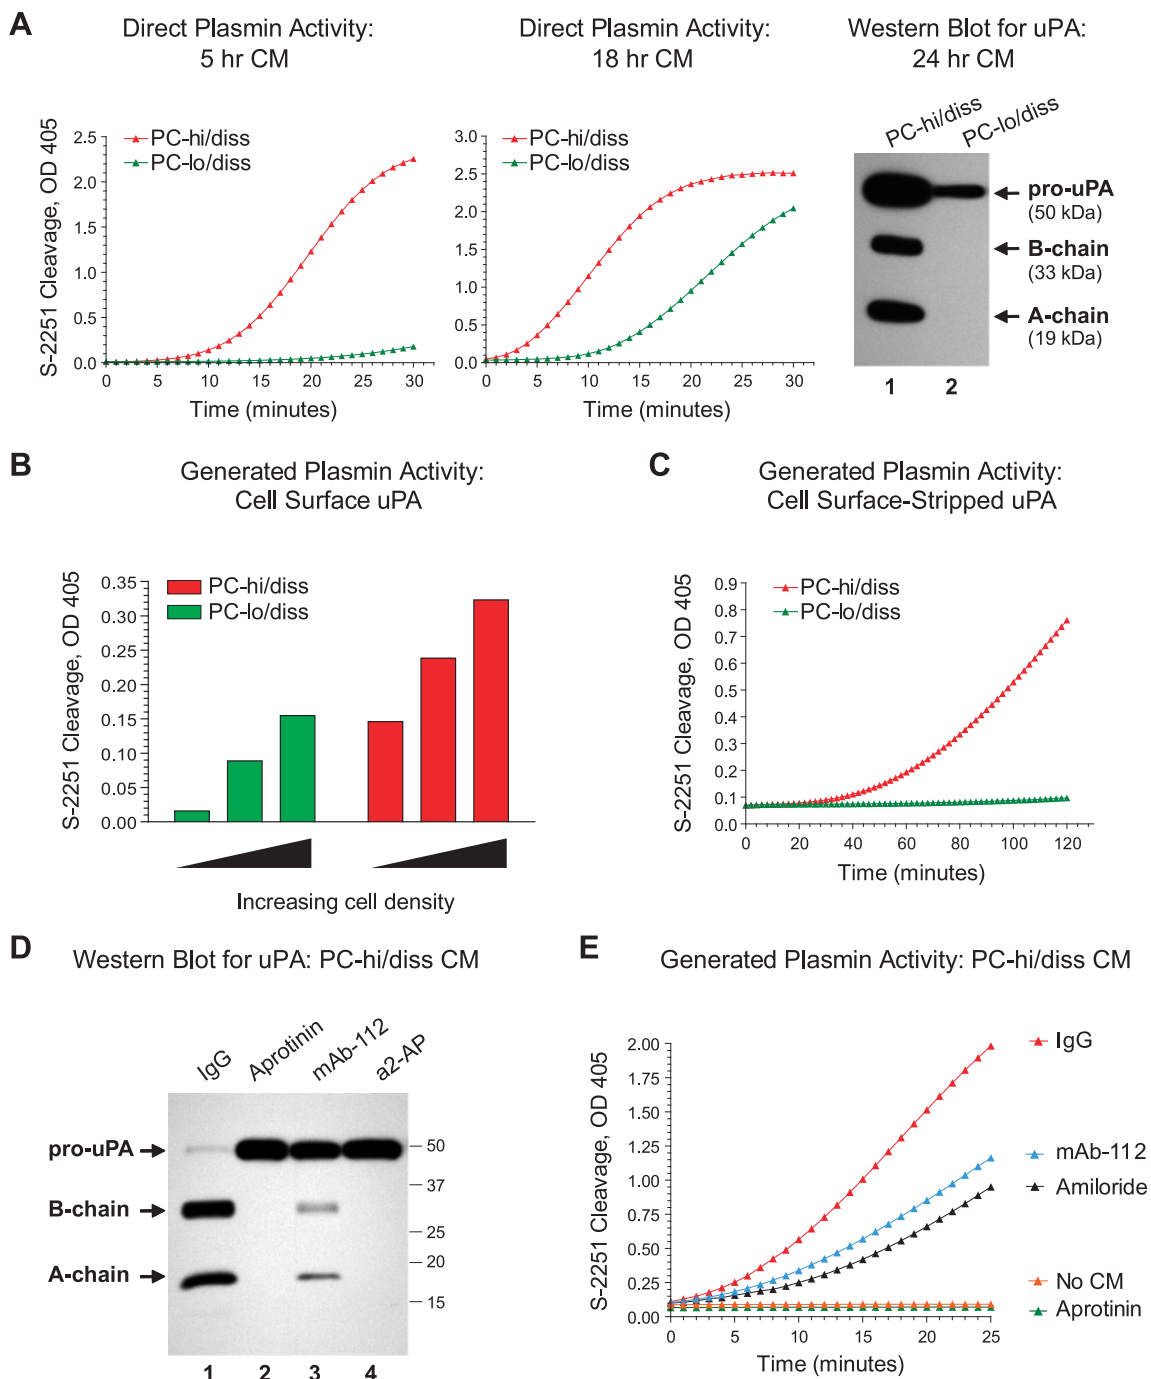 A
Direct Plasmin Activity:
5 hr CM
Direct Plasmin Activity:
18 hr CM
Western Blot for uPA:
24 hr CM
S-2251 Cleavage, OD 405
2.5
2.0
1.5
1.0
0.5
0.0
PC-hi/diss
PC-lo/diss
0 5 10 15 20 25 30
Time (minutes)
3.0
2.5
2.0
1.5
1.0
0.5
0.0
PC-hi/diss
PC-lo/diss
0 5 10 15 20 25 30
Time (minutes)
PC-hi/diss
PC-lo/diss
pro-uPA
(50 kDa)
B-chain
(33 kDa)
A-chain
(19 kDa)
1 2
B
Generated Plasmin Activity:
Cell Surface uPA
S-2251 Cleavage, OD 405
0.35
0.30
0.25
0.20
0.15
0.10
0.05
0.00
PC-hi/diss
PC-lo/diss
Increasing cell density
C
Generated Plasmin Activity:
Cell Surface-Stripped uPA
S-2251 Cleavage, OD 405
0.9
0.8
0.7
0.6
0.5
0.4
0.3
0.2
0.1
0.0
PC-hi/diss
PC-lo/diss
0 20 40 60 80 100 120
Time (minutes)
D
Western Blot for uPA: PC-hi/diss CM
IgG
Aprotinin
mAb-112
a2-AP
pro-uPA
B-chain
A-chain
50
37
25
20
15
1 2 3 4
E
Generated Plasmin Activity: PC-hi/diss CM
S-2251 Cleavage, OD 405
2.00
1.75
1.50
1.25
1.00
0.75
0.50
0.25
0.00
IgG
mAb-112
Amiloride
No CM
Aprotinin
0 5 10 15 20 25
Time (minutes)